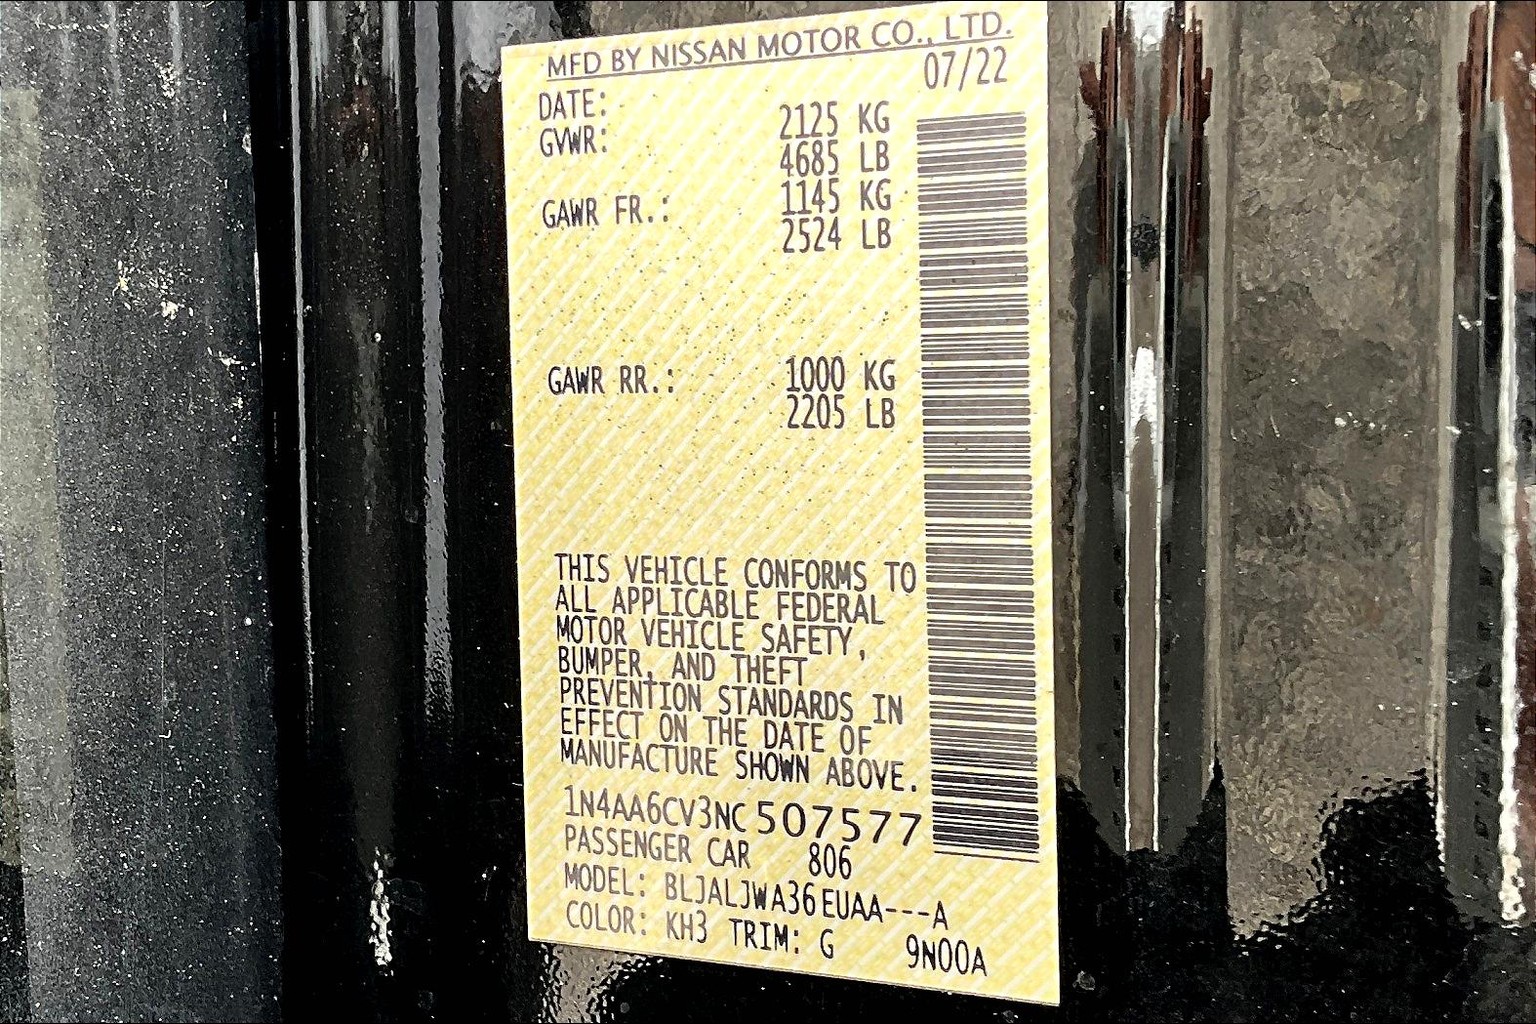 MFD BY NISSAN MOTOR CO., LTD.
DATE: 07/22
GVWR: 2125 KG
4685 LB
GAWR FR.: 1145 KG
2524 LB
GAWR RR.: 1000 KG
2205 LB
THIS VEHICLE CONFORMS TO
ALL APPLICABLE FEDERAL
MOTOR VEHICLE SAFETY,
BUMPER, AND THEFT
PREVENTION STANDARDS IN
EFFECT ON THE DATE OF
MANUFACTURE SHOWN ABOVE.
1N4AA6CV3NC507577
PASSENGER CAR 806
MODEL: BLJALJWA36EUAA---A
COLOR: KH3 TRIM: G 9N00A